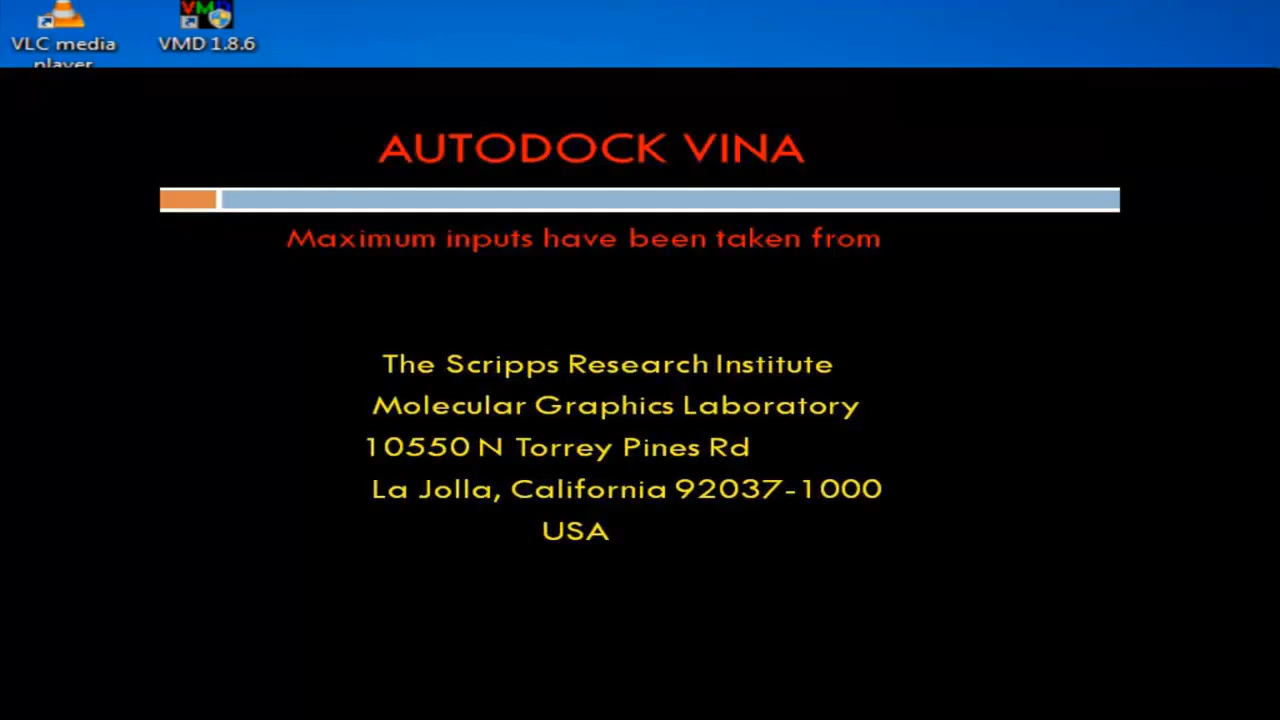 VLC media
player
VMD
VMD 1.8.6
AUTODOCK VINA
Maximum inputs have been taken from
The Scripps Research Institute
Molecular Graphics Laboratory
10550 N Torrey Pines Rd
La Jolla, California 92037-1000
USA